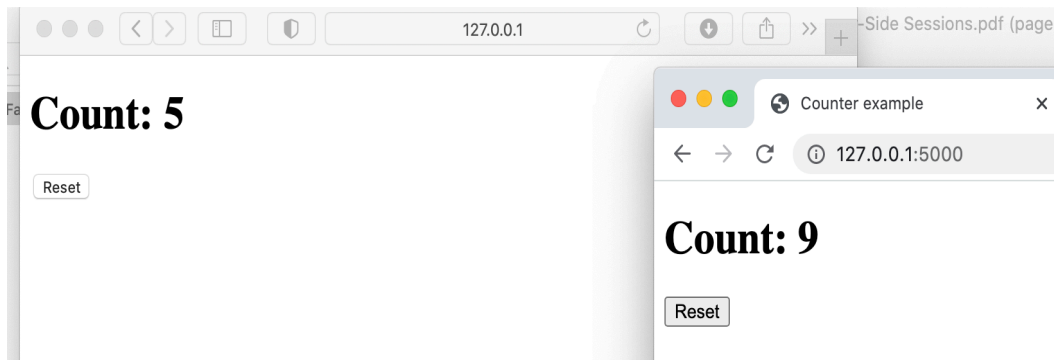 127.0.0.1
-Side Sessions.pdf (page
Fa
Count: 5
Reset
Counter example
127.0.0.1:5000
Count: 9
Reset